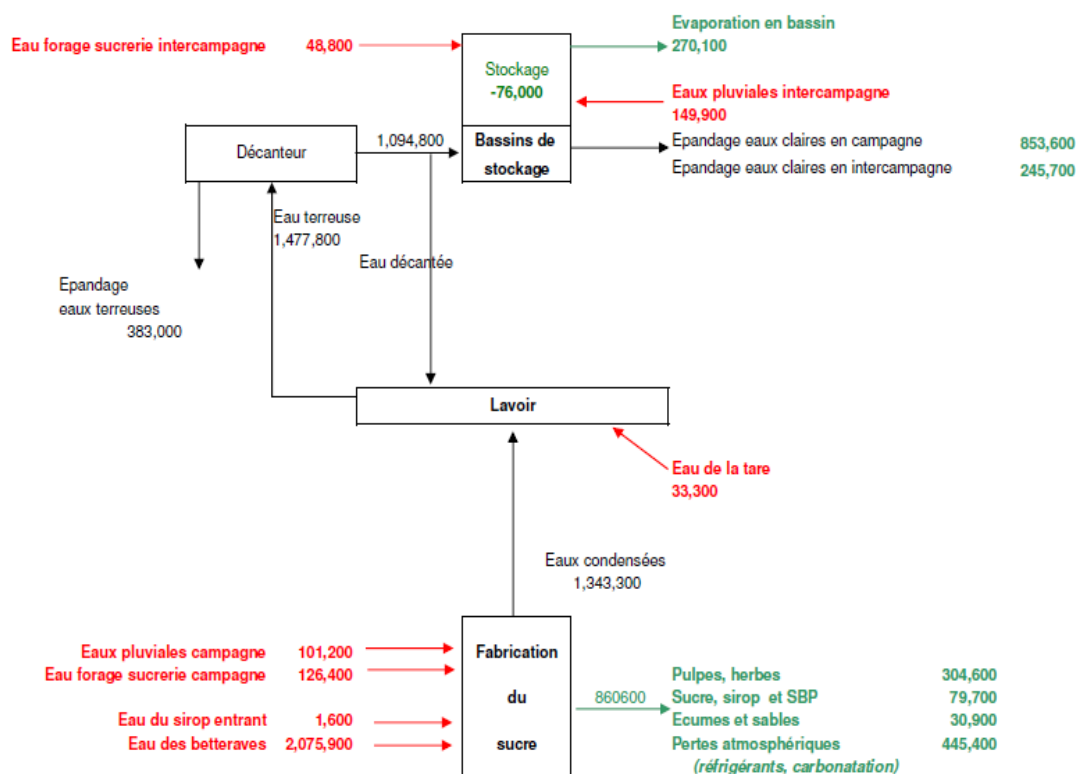 Evaporation en bassin
Eau forage sucrerie intercampagne 48,800
270,100
Stockage
-76,000
Eaux pluviales intercampagne
149,900
1,094,800
Décanteur
Bassins de
stockage
Epandage eaux claires en campagne 853,600
Epandage eaux claires en intercampagne 245,700
Eau terreuse
1,477,800
Eau décantée
Epandage
eaux terreuses
383,000
Lavoir
Eau de la tare
33,300
Eaux condensées
1,343,300
Eaux pluviales campagne 101,200
Eau forage sucrerie campagne 126,400
Eau du sirop entrant 1,600
Eau des betteraves 2,075,900
Fabrication
du
sucre
860600
Pulpes, herbes 304,600
Sucre, sirop et SBP 79,700
Ecumes et sables 30,900
Pertes atmosphériques 445,400
(réfrigérants, carbonatation)